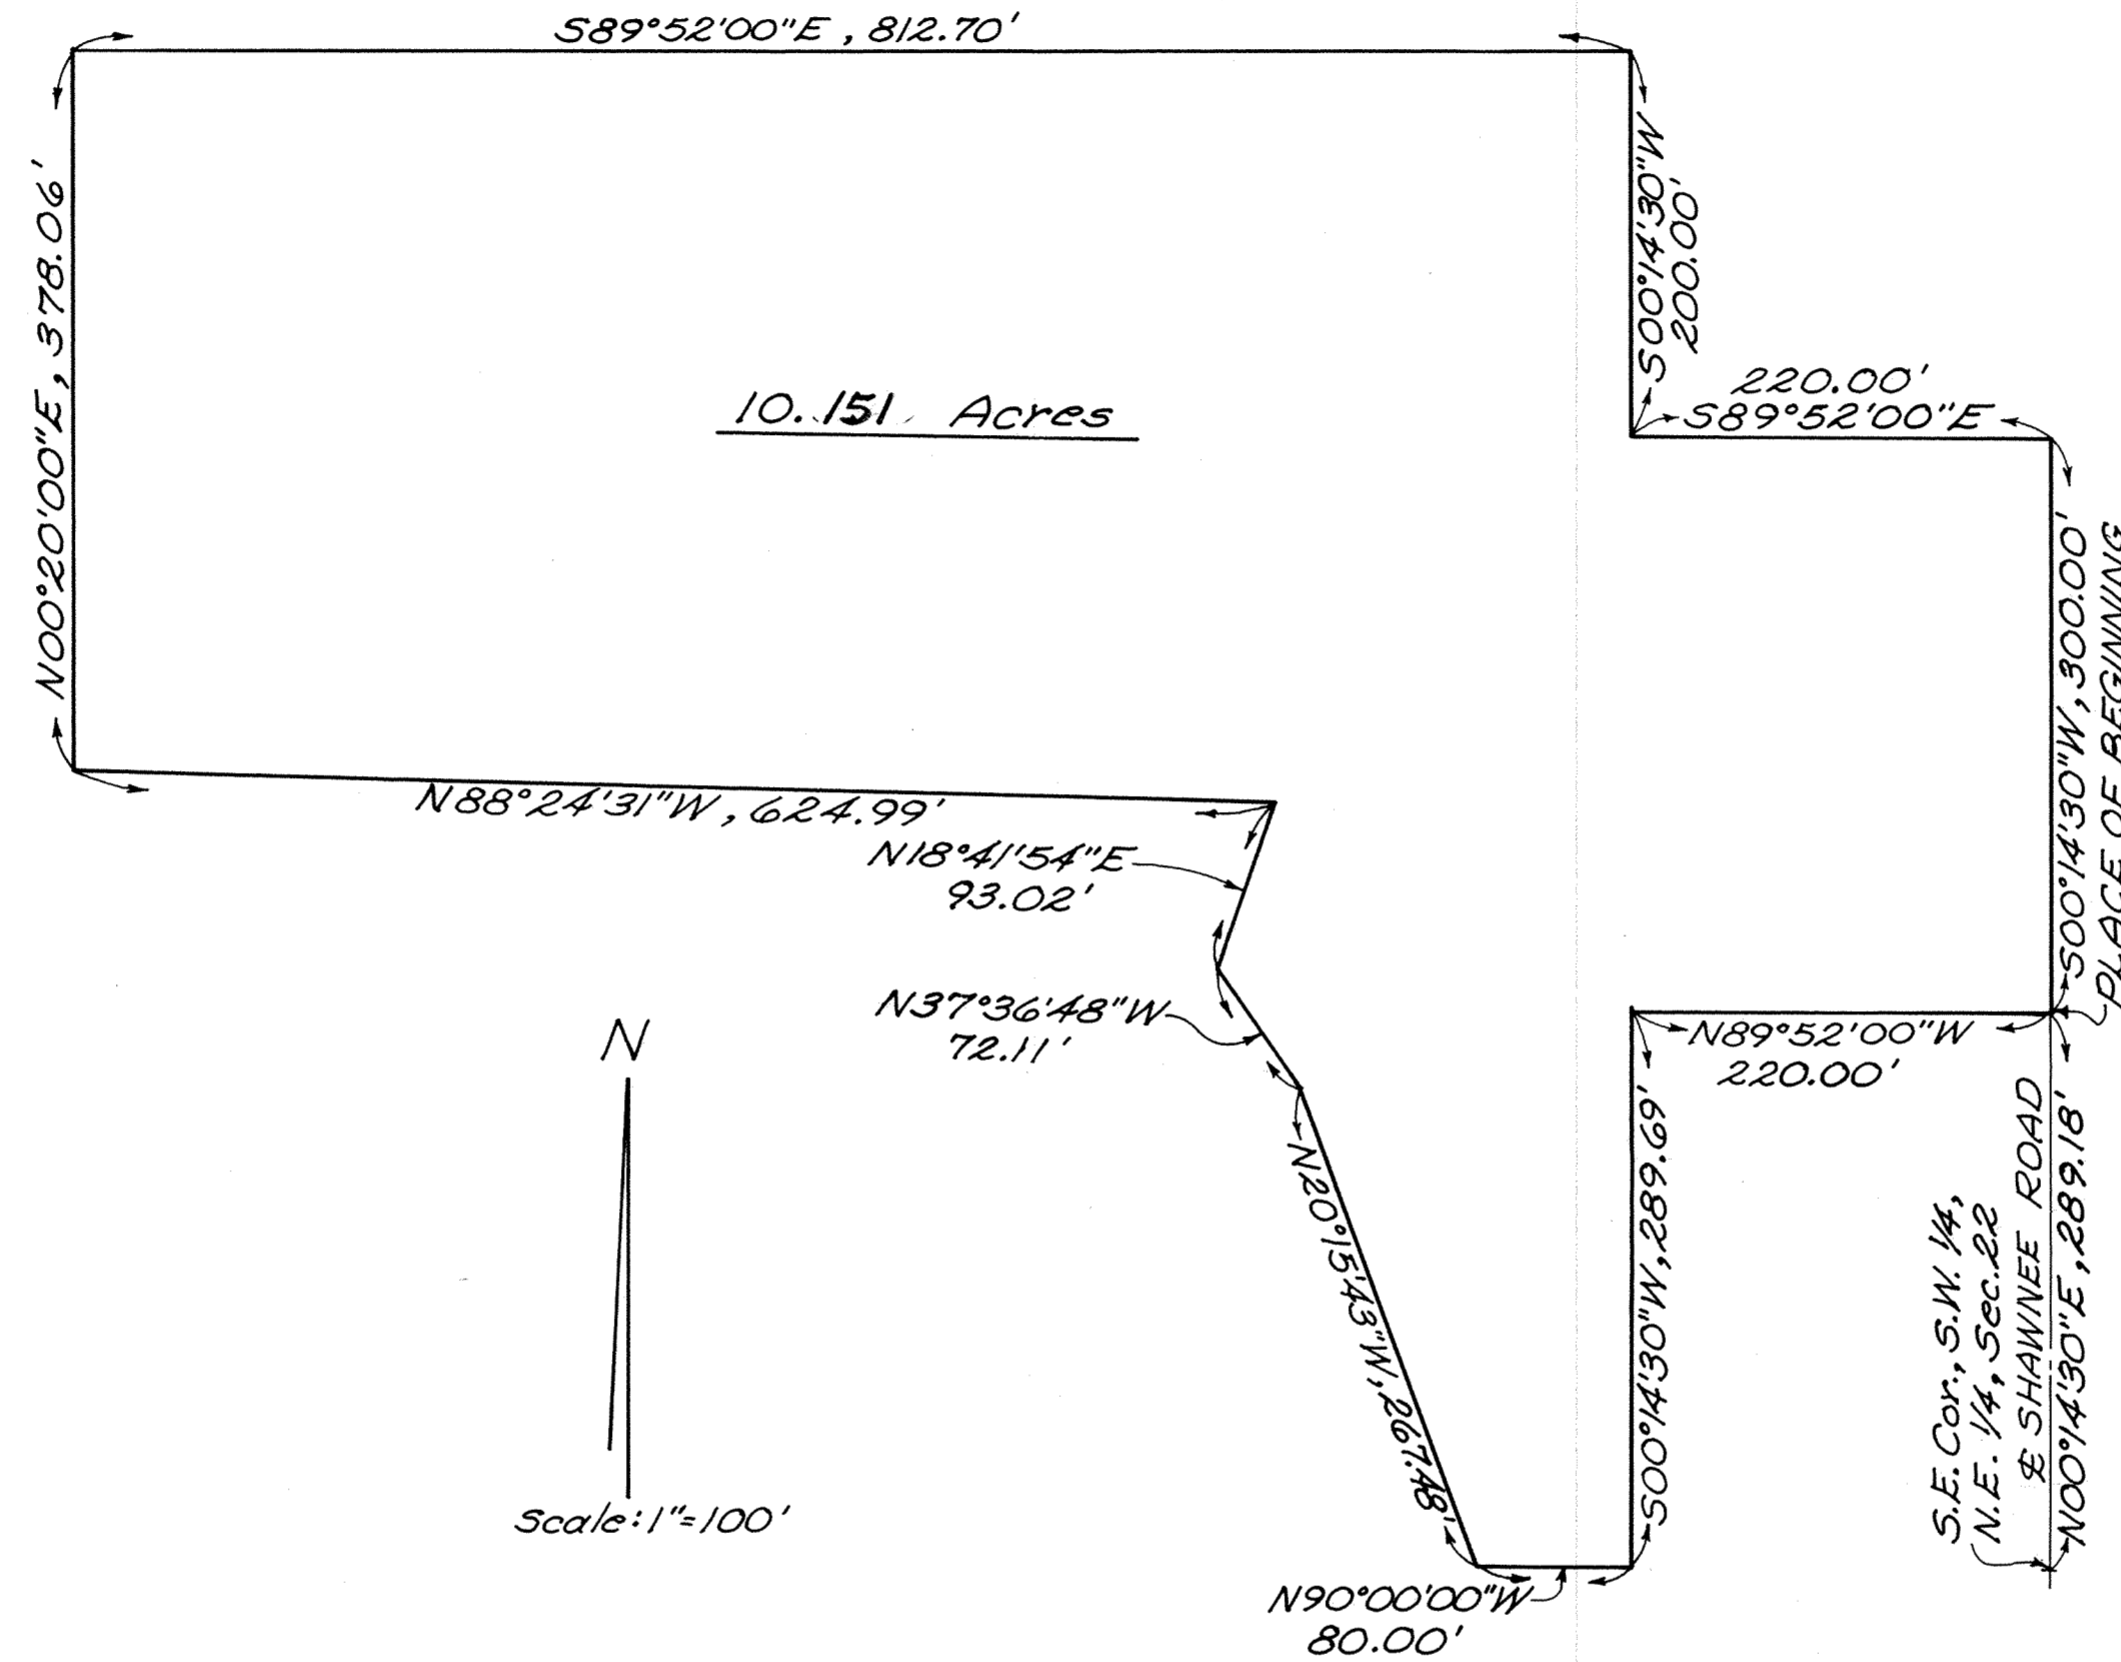 S89°52'00"E, 812.70'
N00°20'00"E, 378.06'
S00°14'30"W
200.00'
220.00'
S89°52'00"E
10.151 Acres
S00°14'30"W, 300.00'
PLACE OF BEGINNING
N88°24'31"W, 624.99'
N18°41'54"E
93.02'
N37°36'48"W
72.11'
N
N89°52'00"W
220.00'
N20°15'43"W, 267.48'
S00°14'30"W, 289.69'
S.E. Cor., S.W. 1/4,
N.E. 1/4, Sec. 22
℄ SHAWNEE ROAD
N00°14'30"E, 289.18'
Scale: 1"=100'
N90°00'00"W
80.00'